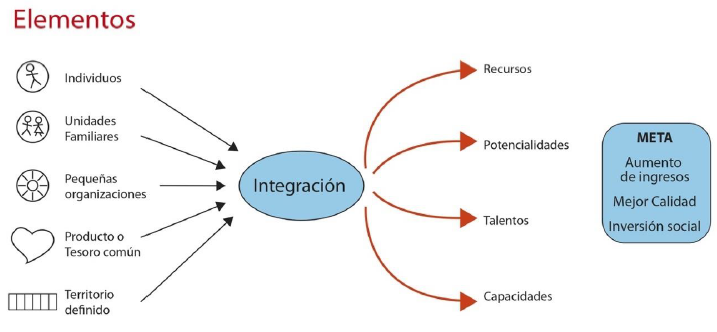 Elementos
Individuos
Unidades
Familiares
Pequeñas
organizaciones
Producto o
Tesoro común
Territorio
definido
Integración
Recursos
Potencialidades
Talentos
Capacidades
META
Aumento
de ingresos
Mejor Calidad
Inversión social